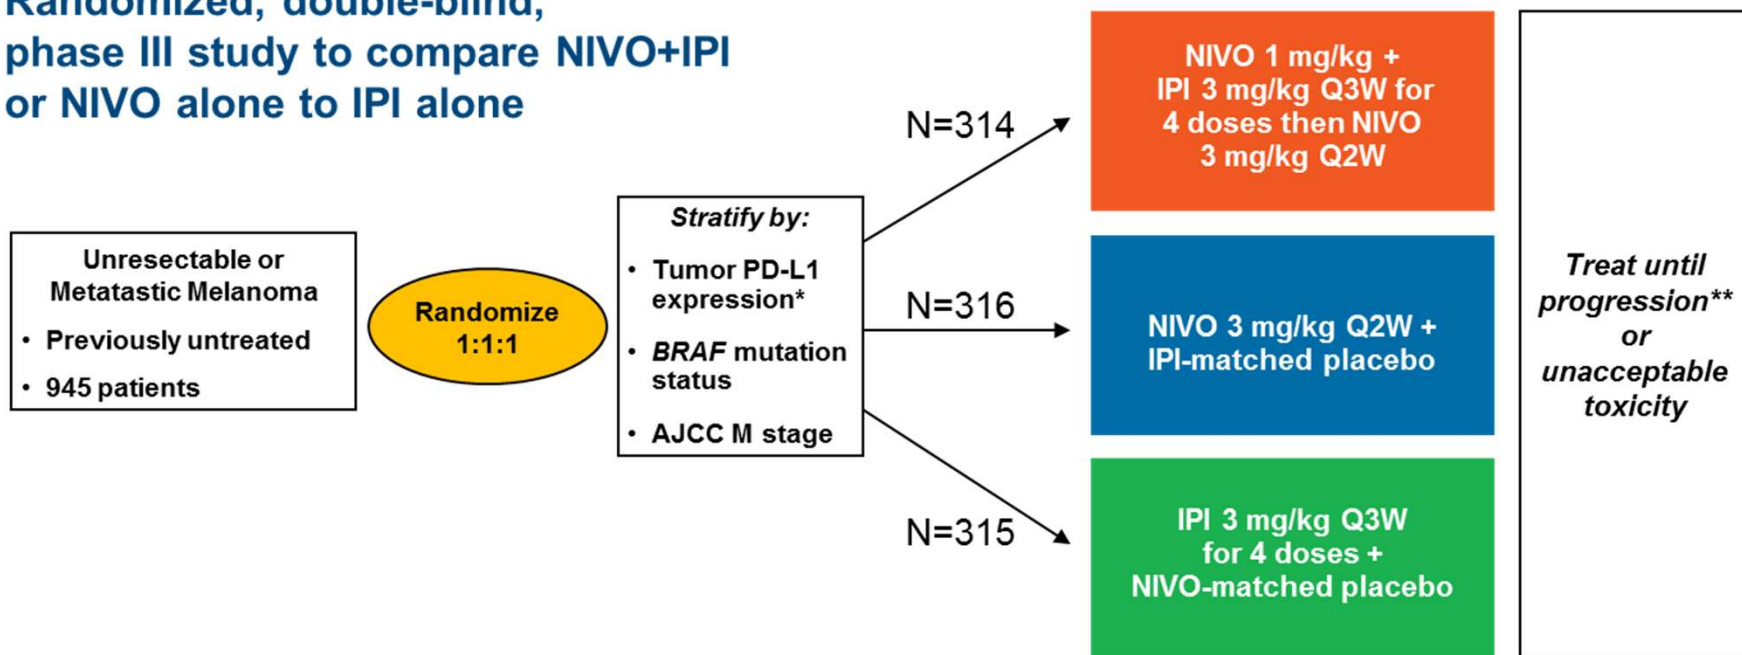 Randomized, double-blind,
phase III study to compare NIVO+IPI
or NIVO alone to IPI alone
Unresectable or
Metatastic Melanoma
• Previously untreated
• 945 patients
Randomize
1:1:1
Stratify by:
• Tumor PD-L1
expression*
• BRAF mutation
status
• AJCC M stage
N=314
N=316
N=315
NIVO 1 mg/kg +
IPI 3 mg/kg Q3W for
4 doses then NIVO
3 mg/kg Q2W
NIVO 3 mg/kg Q2W +
IPI-matched placebo
IPI 3 mg/kg Q3W
for 4 doses +
NIVO-matched placebo
Treat until
progression**
or
unacceptable
toxicity